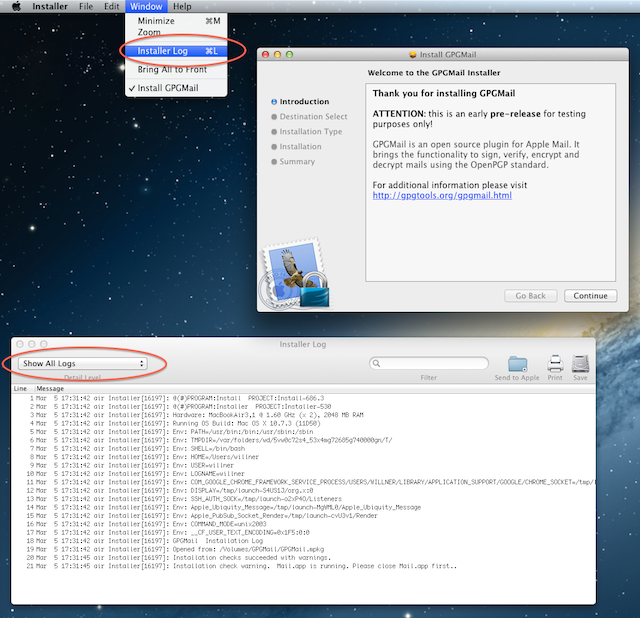 Installer File Edit Window Help
Minimize ⌘M
Zoom
Installer Log ⌘L
Bring All to Front
✓ Install GPGMail
Install GPGMail
Welcome to the GPGMail Installer
Introduction
Destination Select
Installation Type
Installation
Summary
Thank you for installing GPGMail
ATTENTION: this is an early pre-release for testing
purposes only!
GPGMail is an open source plugin for Apple Mail. It
brings the functionality to sign, verify, encrypt and
decrypt mails using the OpenPGP standard.
For additional information please visit
http://gpgtools.org/gpgmail.html
Go Back Continue
Installer Log
Show All Logs
Detail Level Filter Send to Apple Print Save
Line Message
1 Mar 5 17:31:42 air Installer[16197]: @(#)PROGRAM:Install PROJECT:Install-686.3
2 Mar 5 17:31:42 air Installer[16197]: @(#)PROGRAM:Installer PROJECT:Installer-530
3 Mar 5 17:31:42 air Installer[16197]: Hardware: MacBookAir3,1 @ 1.60 GHz (x 2), 2048 MB RAM
4 Mar 5 17:31:42 air Installer[16197]: Running OS Build: Mac OS X 10.7.3 (11D50)
5 Mar 5 17:31:42 air Installer[16197]: Env: PATH=/usr/bin:/bin:/usr/sbin:/sbin
6 Mar 5 17:31:42 air Installer[16197]: Env:
7 Mar 5 17:31:42 air Installer[16197]: Env: SHELL=/bin/bash
8 Mar 5 17:31:42 air Installer[16197]: Env: HOME=/Users/willner
9 Mar 5 17:31:42 air Installer[16197]: Env: USER=willner
10 Mar 5 17:31:42 air Installer[16197]: Env: LOGNAME=willner
11 Mar 5 17:31:42 air Installer[16197]: Env: COM_GOOGLE_CHROME_FRAMEWORK_SERVICE_PROCESS/USERS/WILLNER/LIBRARY/APPLICATION_SUPPORT/GOOGLE/CHROME_SOCKET=/tmp/l
12 Mar 5 17:31:42 air Installer[16197]: Env: DISPLAY=/tmp/launch-S4US13/org.x:0
13 Mar 5 17:31:42 air Installer[16197]: Env: SSH_AUTH_SOCK=/tmp/launch-o2xP4O/Listeners
14 Mar 5 17:31:42 air Installer[16197]: Env: Apple_Ubiquity_Message=/tmp/launch-MgWML0/Apple_Ubiquity_Message
15 Mar 5 17:31:42 air Installer[16197]: Env: Apple_PubSub_Socket_Render=/tmp/launch-cvU3v1/Render
16 Mar 5 17:31:42 air Installer[16197]: Env: COMMAND_MODE=unix2003
17 Mar 5 17:31:42 air Installer[16197]: Env: __CF_USER_TEXT_ENCODING=0x1F5:0:0
18 Mar 5 17:31:42 air Installer[16197]: GPGMail Installation Log
19 Mar 5 17:31:42 air Installer[16197]: Opened from: /Volumes/GPGMail/GPGMail.mpkg
20 Mar 5 17:31:45 air Installer[16197]: Installation checks succeeded with warnings.
21 Mar 5 17:31:45 air Installer[16197]: Installation check warning. Mail.app is running. Please close Mail.app first..